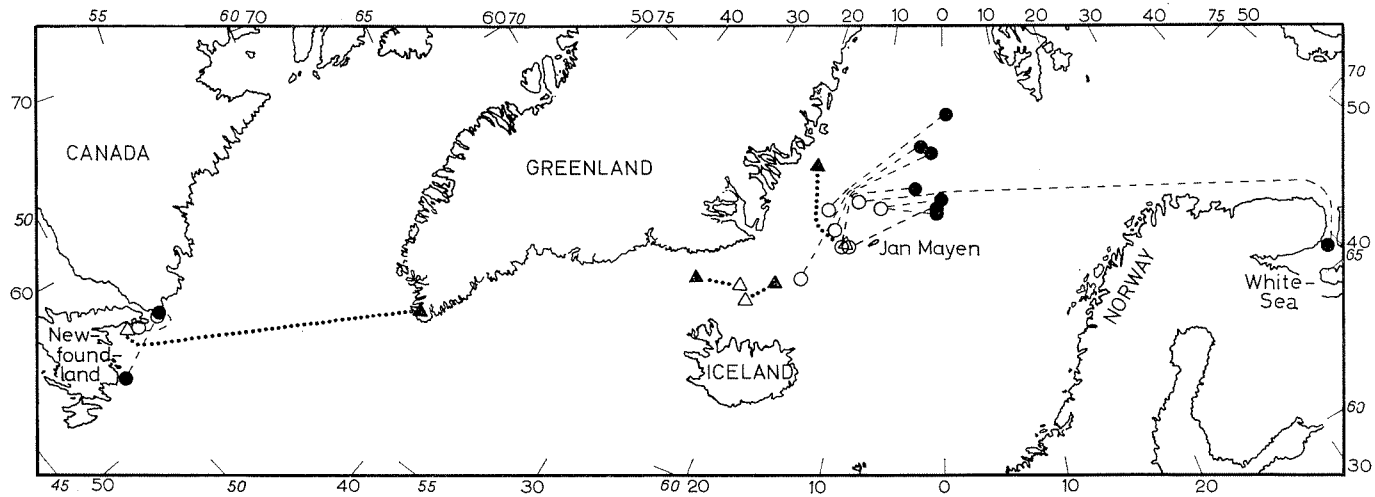 55 60 70 65 60 70 50 75 40 30 20 10 0 10 20 30 40 75 50
70
70
50
CANADA
GREENLAND
50
Jan Mayen
40
65
White-
Sea
NORWAY
60
New-
found-
land
ICELAND
60
30
45 50 50 40 55 30 60 20 10 0 10 20